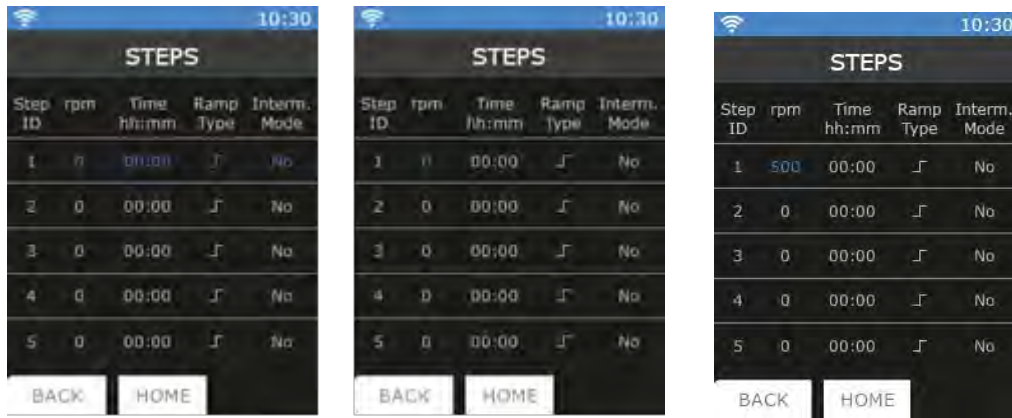 10:30
STEPS
Step ID rpm Time hh:mm Ramp Type Interm. Mode
1 0 00:00 No
2 0 00:00 No
3 0 00:00 No
4 0 00:00 No
5 0 00:00 No
BACK HOME
10:30
STEPS
Step ID rpm Time hh:mm Ramp Type Interm. Mode
1 0 00:00 No
2 0 00:00 No
3 0 00:00 No
4 0 00:00 No
5 0 00:00 No
BACK HOME
10:30
STEPS
Step ID rpm Time hh:mm Ramp Type Interm. Mode
1 500 00:00 No
2 0 00:00 No
3 0 00:00 No
4 0 00:00 No
5 0 00:00 No
BACK HOME